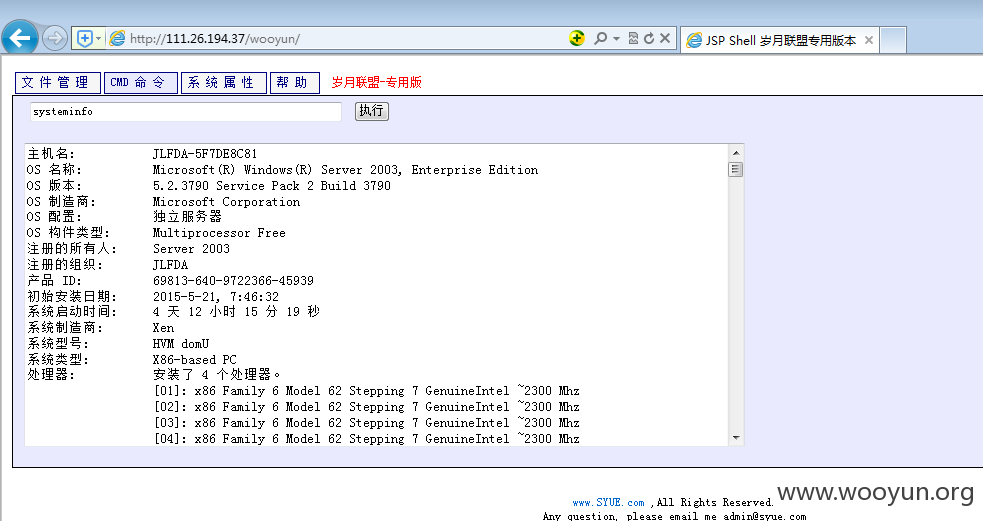 http://111.26.194.37/wooyun/
JSP Shell 岁月联盟专用版本
文件管理 CMD 命令 系统属性 帮助 岁月联盟-专用版
systeminfo 执行
主机名: JLFDA-5F7DE8C81
OS 名称: Microsoft(R) Windows(R) Server 2003, Enterprise Edition
OS 版本: 5.2.3790 Service Pack 2 Build 3790
OS 制造商: Microsoft Corporation
OS 配置: 独立服务器
OS 构件类型: Multiprocessor Free
注册的所有人: Server 2003
注册的组织: JLFDA
产品 ID: 69813-640-9722366-45939
初始安装日期: 2015-5-21, 7:46:32
系统启动时间: 4 天 12 小时 15 分 19 秒
系统制造商: Xen
系统型号: HVM domU
系统类型: X86-based PC
处理器: 安装了 4 个处理器。
[01]: x86 Family 6 Model 62 Stepping 7 GenuineIntel ~2300 Mhz
[02]: x86 Family 6 Model 62 Stepping 7 GenuineIntel ~2300 Mhz
[03]: x86 Family 6 Model 62 Stepping 7 GenuineIntel ~2300 Mhz
[04]: x86 Family 6 Model 62 Stepping 7 GenuineIntel ~2300 Mhz
www.wooyun.org
www.SYUE.com ,All Rights Reserved.
Any question, please email me admin@syue.com